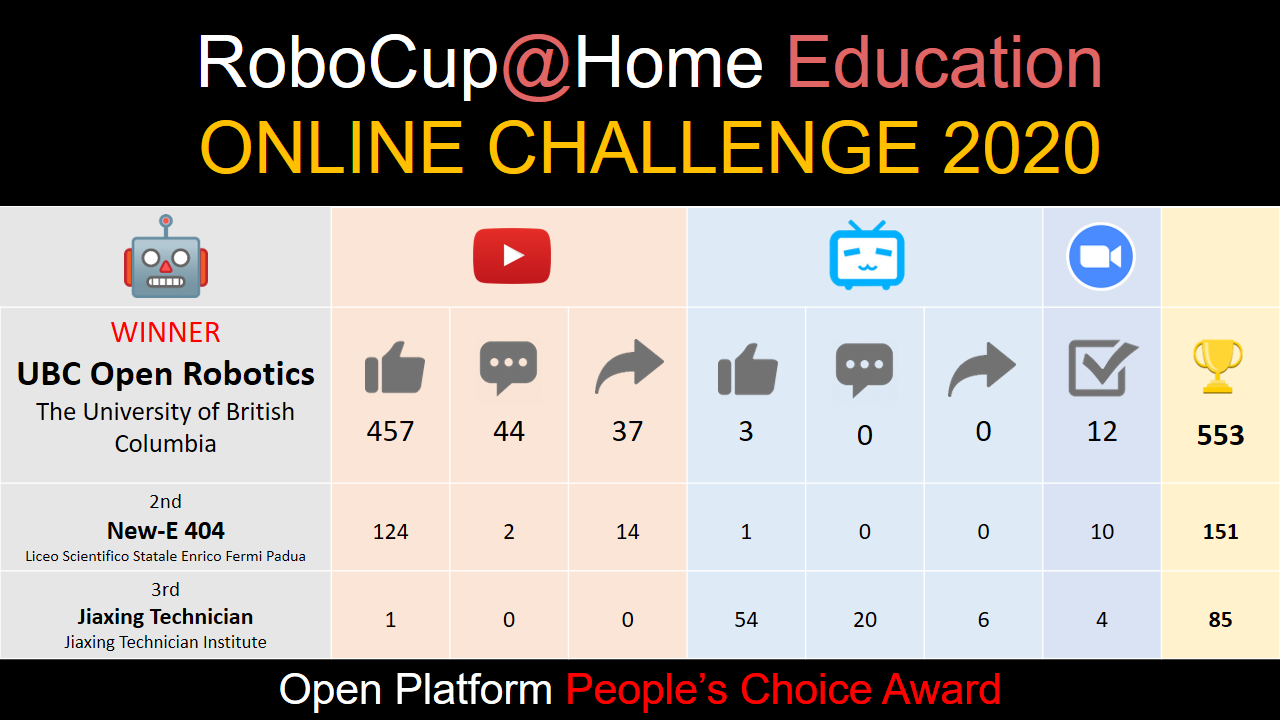 RoboCup@Home Education
ONLINE CHALLENGE 2020
WINNER
UBC Open Robotics
The University of British
Columbia
457 44 37 3 0 0 12 553
2nd
New-E 404
Liceo Scientifico Statale Enrico Fermi Padua
124 2 14 1 0 0 10 151
3rd
Jiaxing Technician
Jiaxing Technician Institute
1 0 0 54 20 6 4 85
Open Platform People's Choice Award